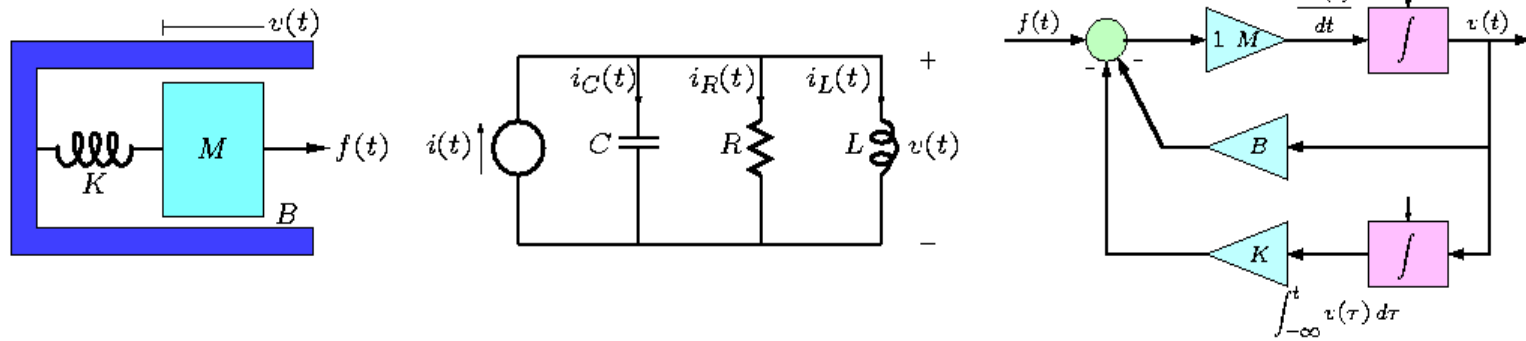 v(t)
K
M
f(t)
B
i(t)
i_C(t)
i_R(t)
i_L(t)
C
R
L
v(t)
+
−
f(t)
-
-
1 M
dt
∫
v(t)
B
K
∫
∫_{-∞}^{t} v(τ) dτ